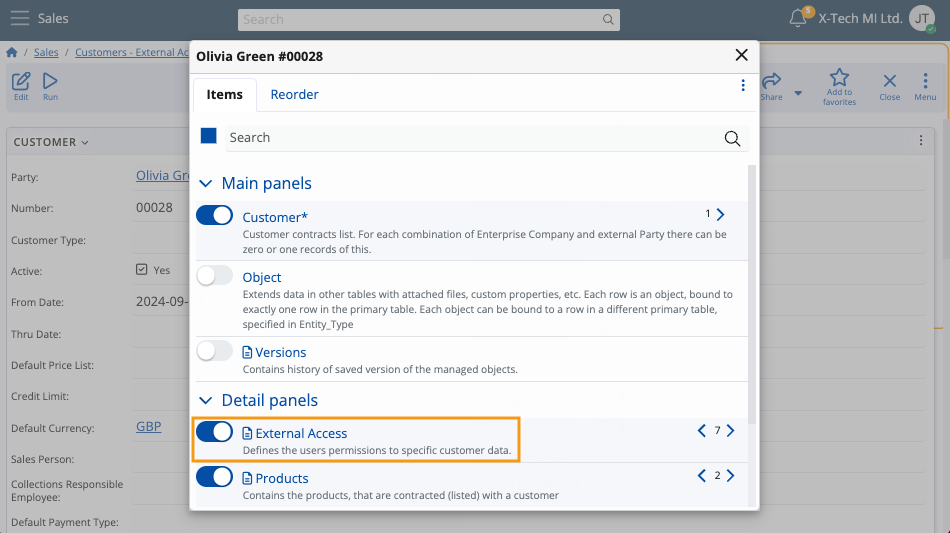 Sales
Search
5
X-Tech MI Ltd.
JT
Sales / Customers - External Ac
Edit
Run
Share
Add to
favorites
Close
Menu
CUSTOMER
Party:
Olivia Gre
Number:
00028
Customer Type:
Active:
Yes
From Date:
2024-09-
Thru Date:
Default Price List:
Credit Limit:
Default Currency:
GBP
Sales Person:
Collections Responsible
Employee:
Default Payment Type:
Olivia Green #00028
Items
Reorder
Search
Main panels
Customer*
1
Customer contracts list. For each combination of Enterprise Company and external Party there can be
zero or one records of this.
Object
Extends data in other tables with attached files, custom properties, etc. Each row is an object, bound to
exactly one row in the primary table. Each object can be bound to a row in a different primary table,
specified in Entity_Type
Versions
Contains history of saved version of the managed objects.
Detail panels
External Access
7
Defines the users permissions to specific customer data.
Products
2
Contains the products, that are contracted (listed) with a customer